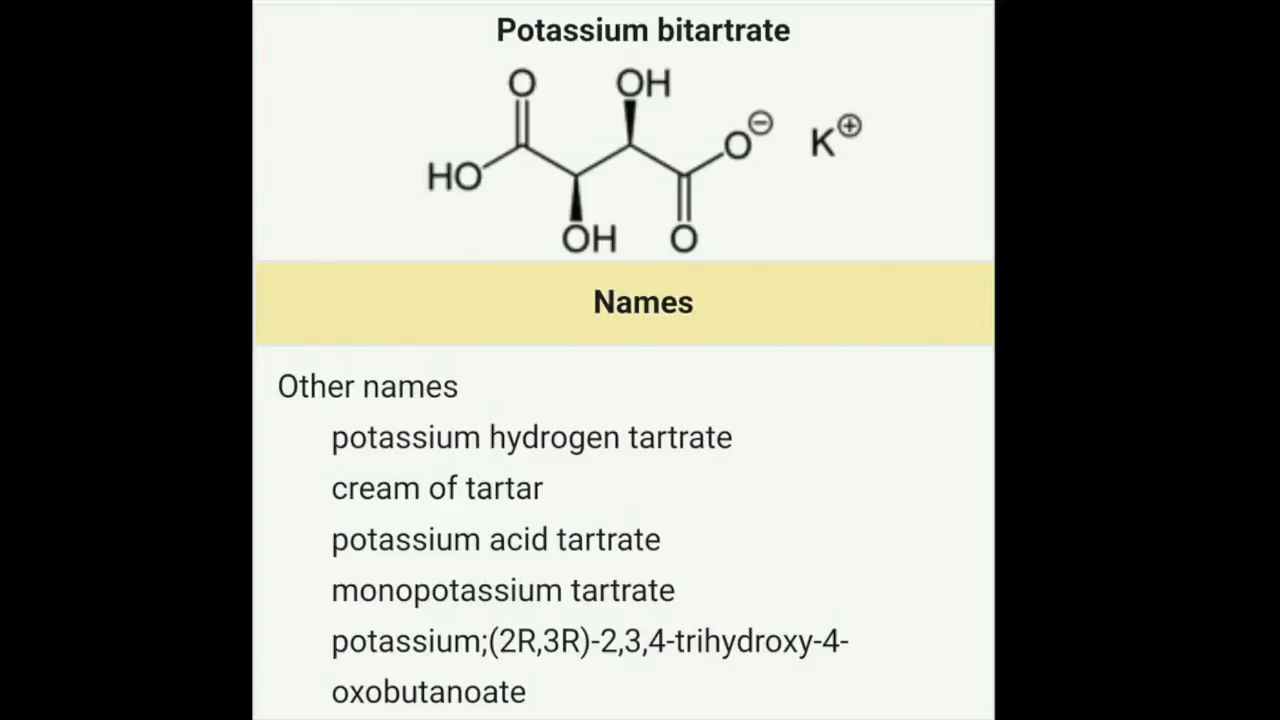 Potassium bitartrate
O OH
HO O⊖ K⊕
OH O
Names
Other names
potassium hydrogen tartrate
cream of tartar
potassium acid tartrate
monopotassium tartrate
potassium;(2R,3R)-2,3,4-trihydroxy-4-
oxobutanoate